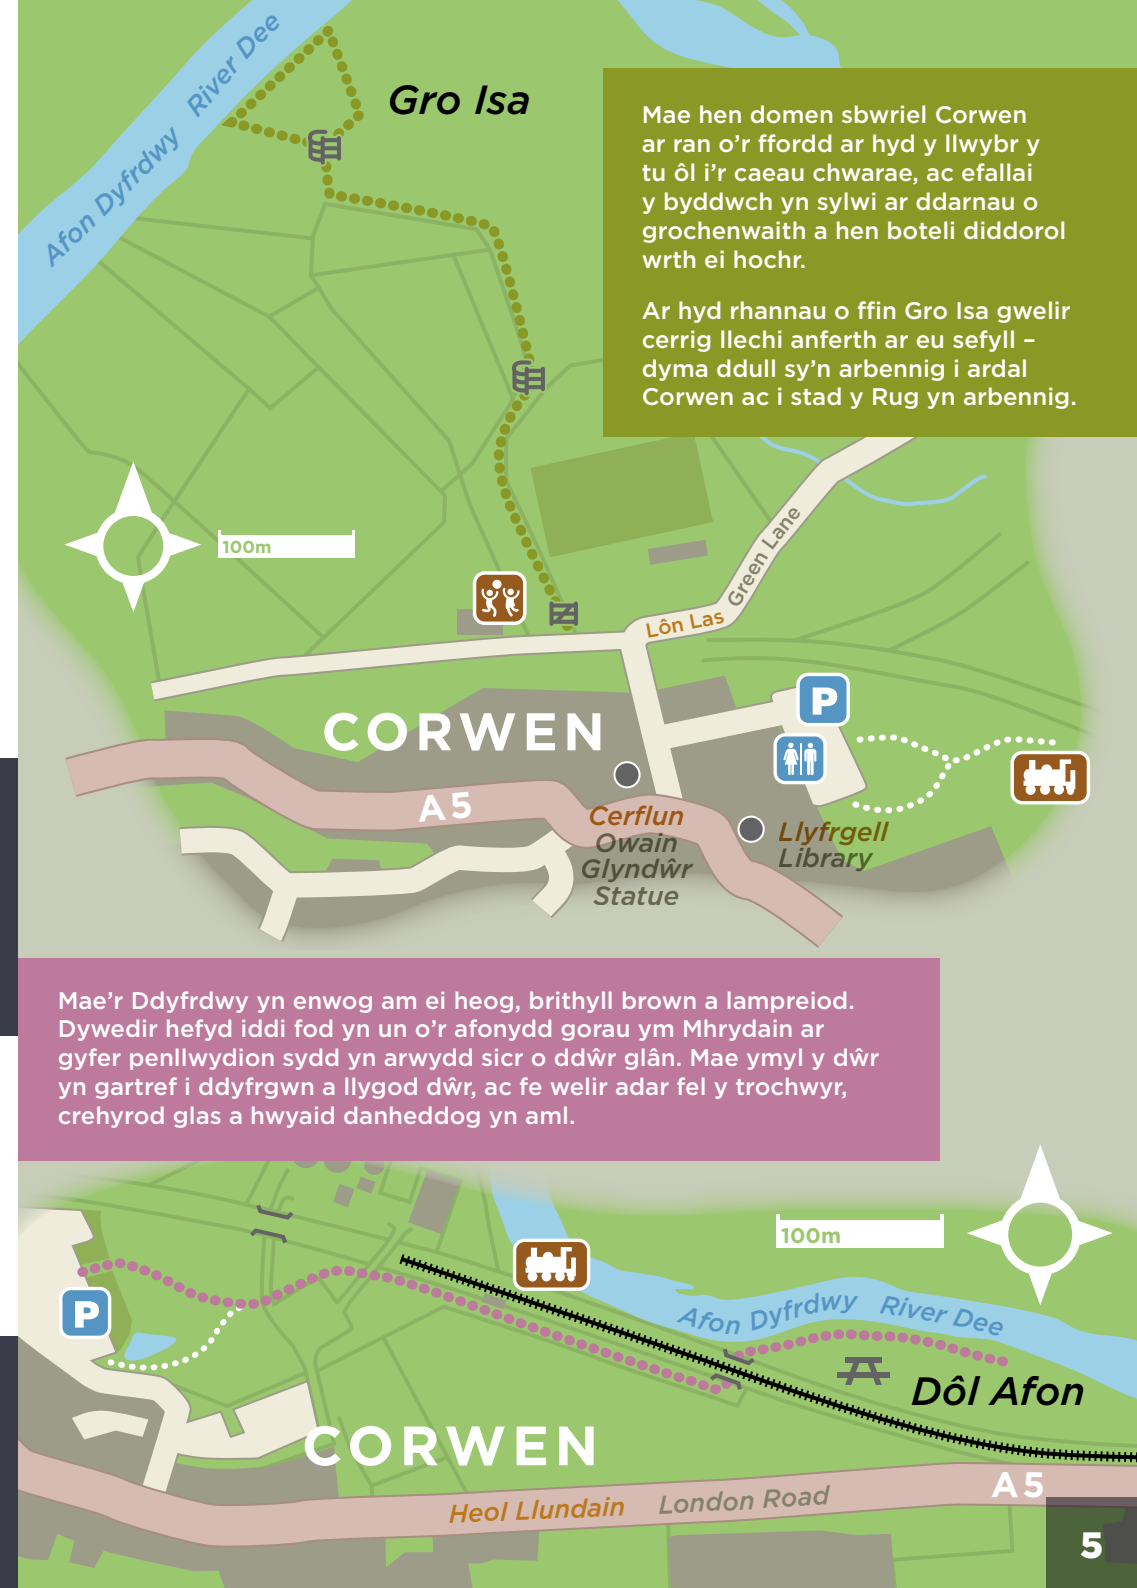 Afon Dyfrdwy River Dee
Gro Isa
Mae hen domen sbwriel Corwen
ar ran o'r ffordd ar hyd y llwybr y
tu ôl i'r caeau chwarae, ac efallai
y byddwch yn sylwi ar ddarnau o
grochenwaith a hen boteli diddorol
wrth ei hochr.
Ar hyd rhannau o ffin Gro Isa gwelir
cerrig llechi anferth ar eu sefyll –
dyma ddull sy'n arbennig i ardal
Corwen ac i stad y Rug yn arbennig.
100m
Lôn Las Green Lane
P
CORWEN
A5
Cerflun
Owain
Glyndŵr
Statue
Llyfrgell
Library
Mae'r Ddyfrdwy yn enwog am ei heog, brithyll brown a lampreiod.
Dywedir hefyd iddi fod yn un o'r afonydd gorau ym Mhrydain ar
gyfer penllwydion sydd yn arwydd sicr o ddŵr glân. Mae ymyl y dŵr
yn gartref i ddyfrgwn a llygod dŵr, ac fe welir adar fel y trochwyr,
crehyrod glas a hwyaid danheddog yn aml.
100m
P
Afon Dyfrdwy River Dee
Dôl Afon
CORWEN
A5
Heol Llundain London Road
5